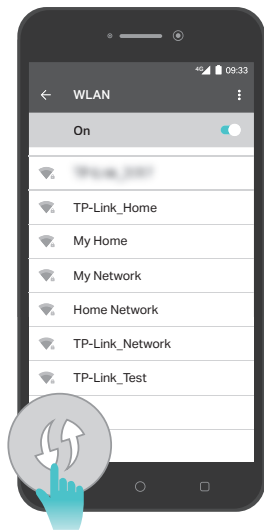 4G 09:33
WLAN
On
TP-Link_Home
My Home
My Network
Home Network
TP-Link_Network
TP-Link_Test